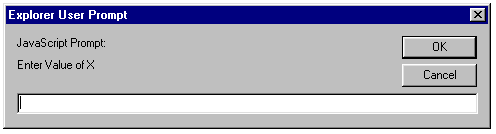 Explorer User Prompt
JavaScript Prompt:
OK
Enter Value of X
Cancel